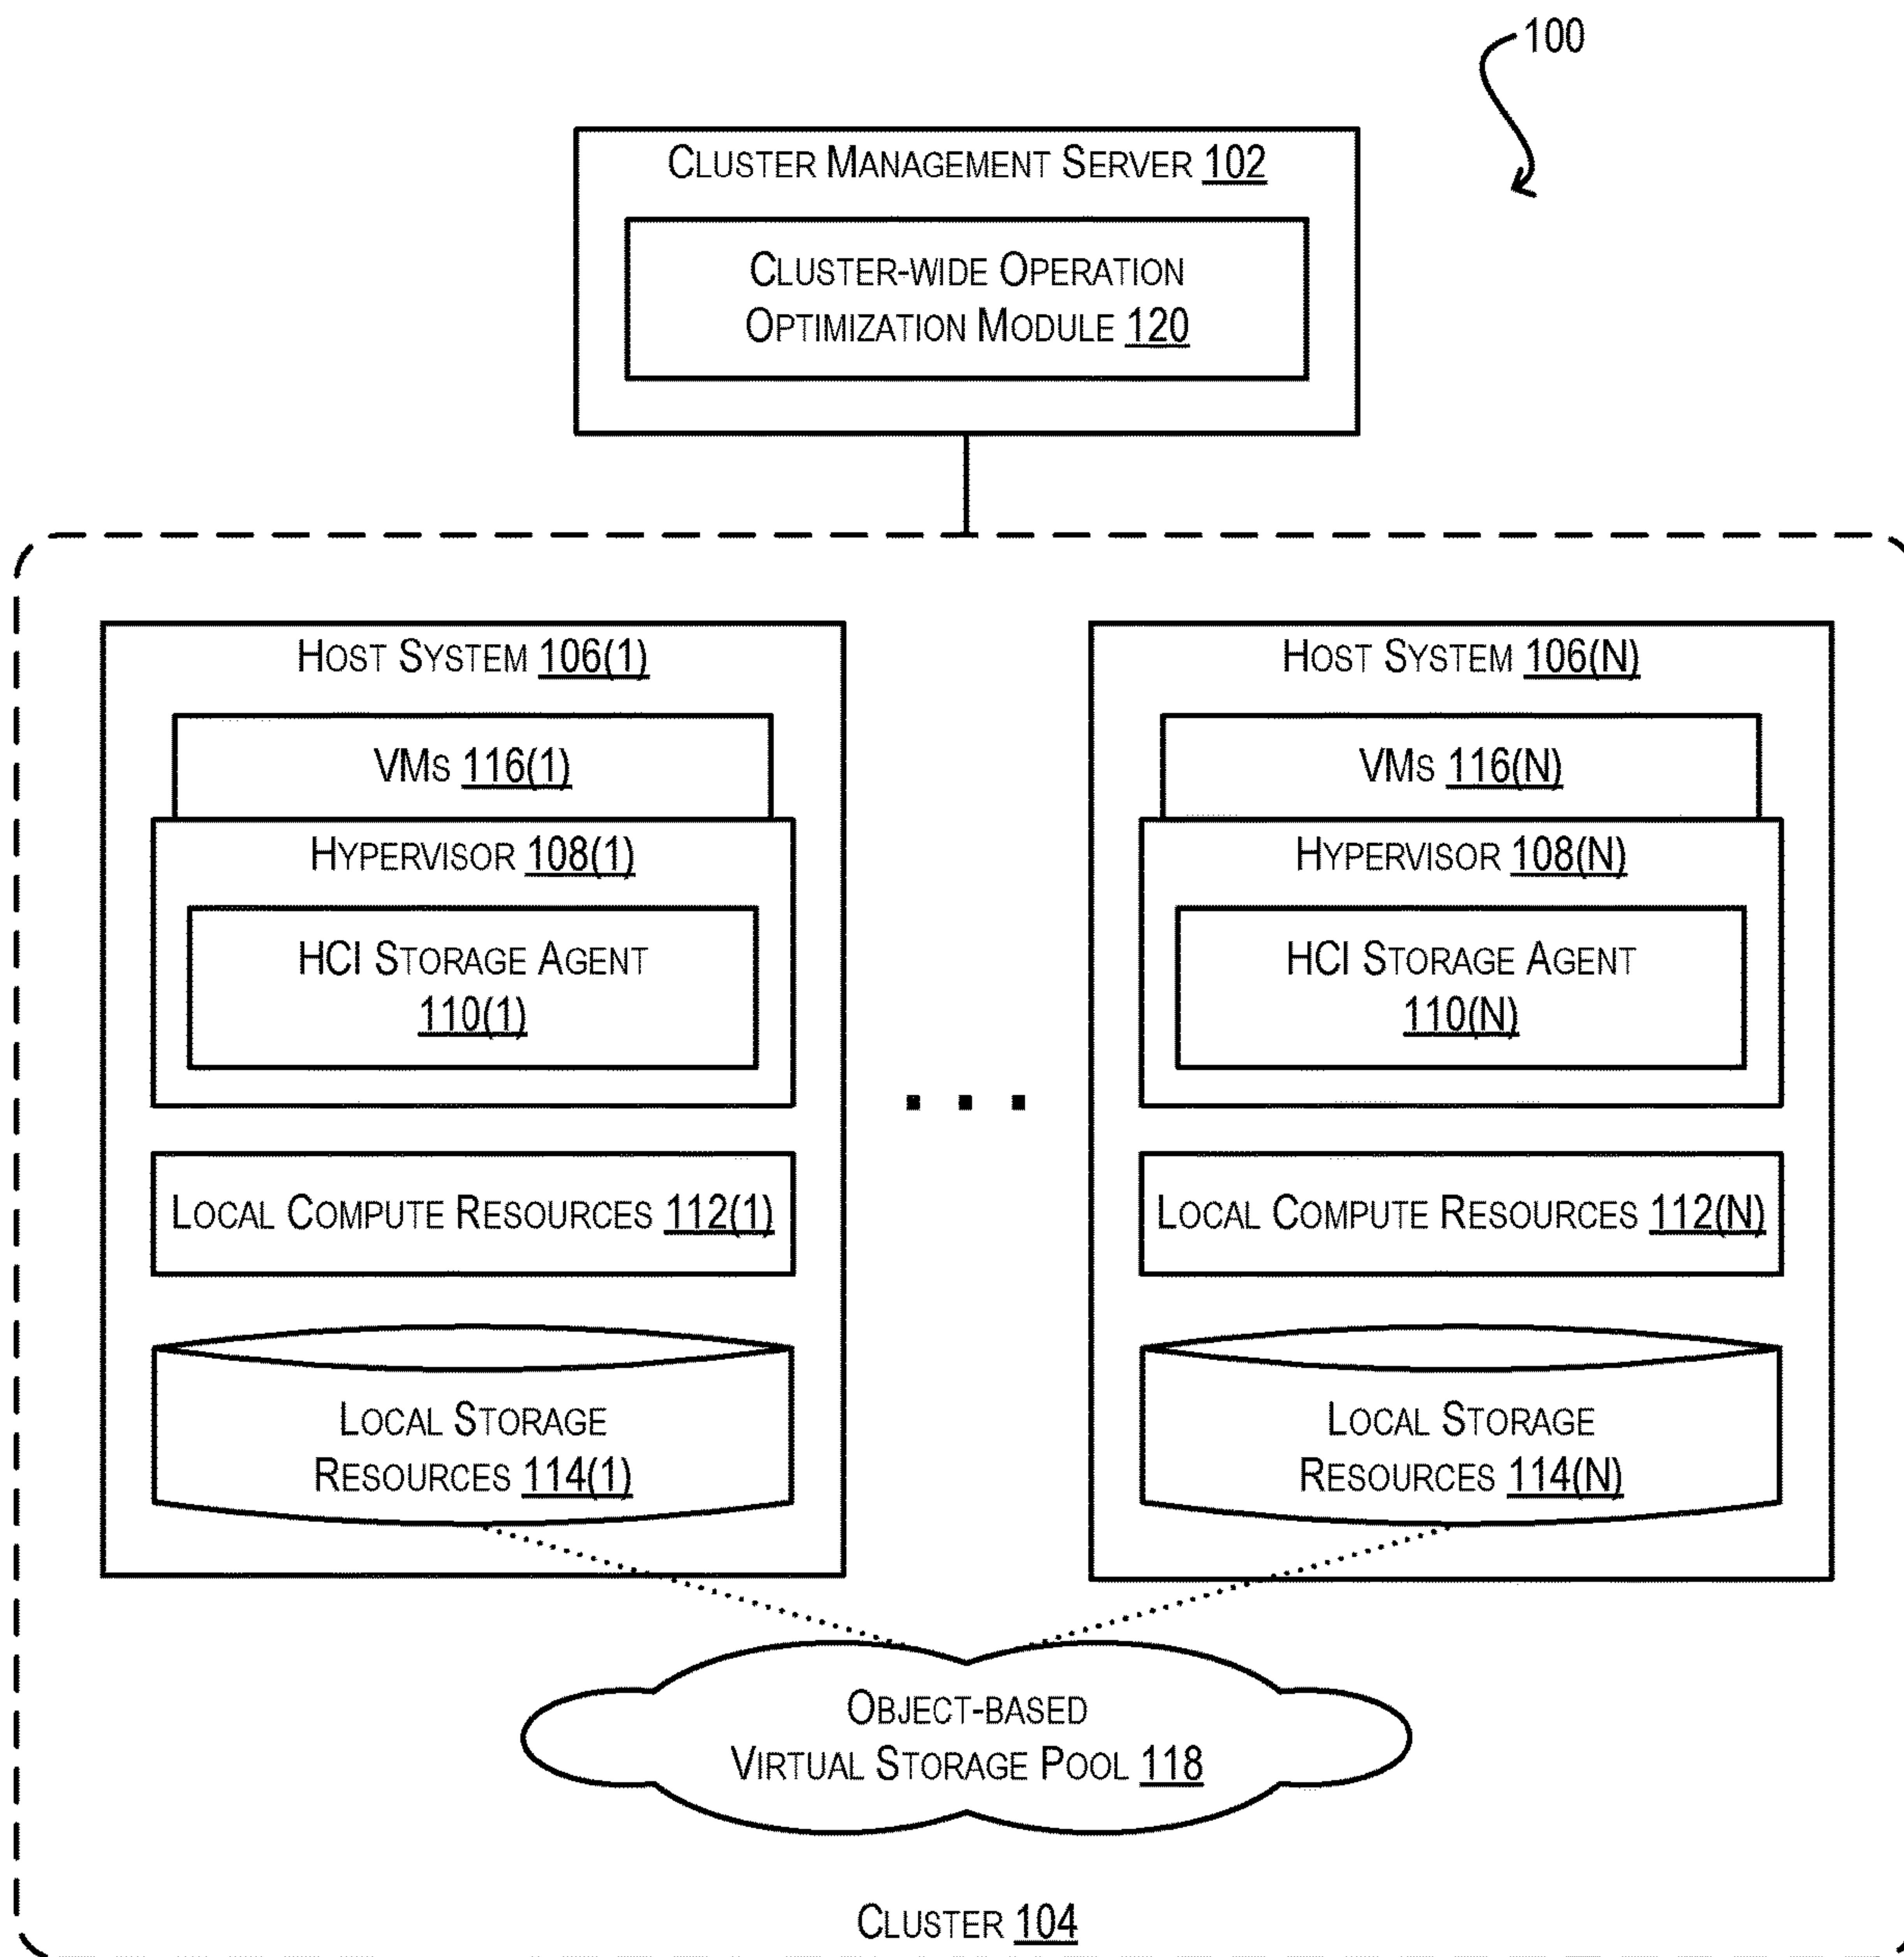 100
CLUSTER MANAGEMENT SERVER 102
CLUSTER-WIDE OPERATION
OPTIMIZATION MODULE 120
HOST SYSTEM 106(1)
VMS 116(1)
HYPERVISOR 108(1)
HCI STORAGE AGENT
110(1)
LOCAL COMPUTE RESOURCES 112(1)
LOCAL STORAGE
RESOURCES 114(1)
. . .
HOST SYSTEM 106(N)
VMS 116(N)
HYPERVISOR 108(N)
HCI STORAGE AGENT
110(N)
LOCAL COMPUTE RESOURCES 112(N)
LOCAL STORAGE
RESOURCES 114(N)
OBJECT-BASED
VIRTUAL STORAGE POOL 118
CLUSTER 104